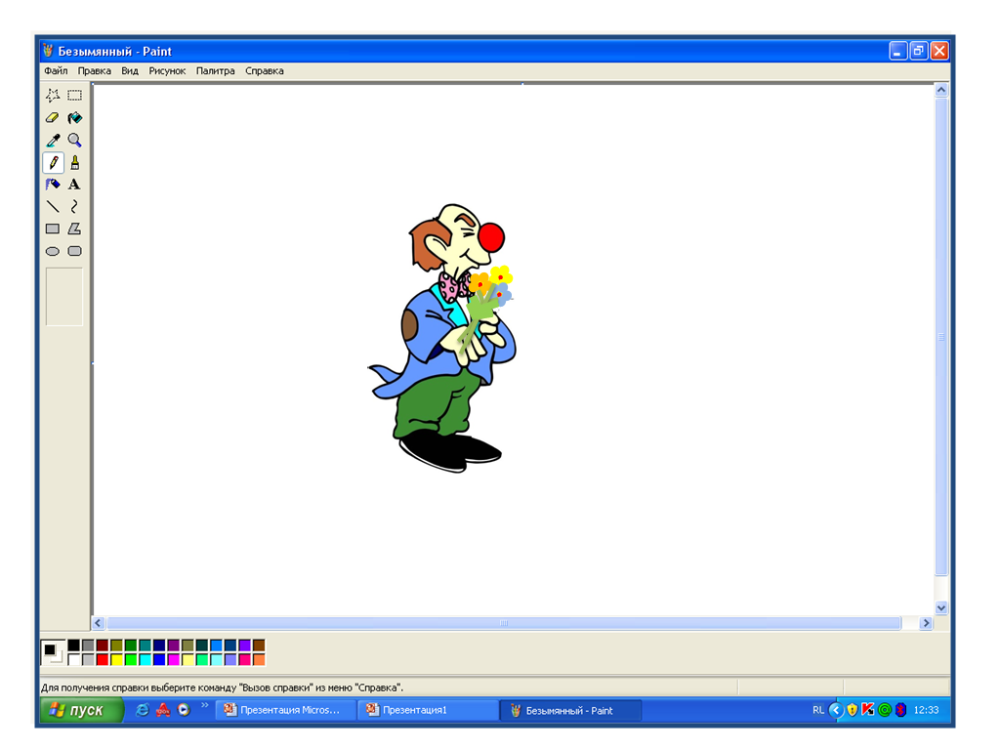 Безымянный - Paint
Файл Правка Вид Рисунок Палитра Справка
A
Для получения справки выберите команду "Вызов справки" из меню "Справка".
пуск
Презентация Micros...
Презентация1
Безымянный - Paint
RL
12:33